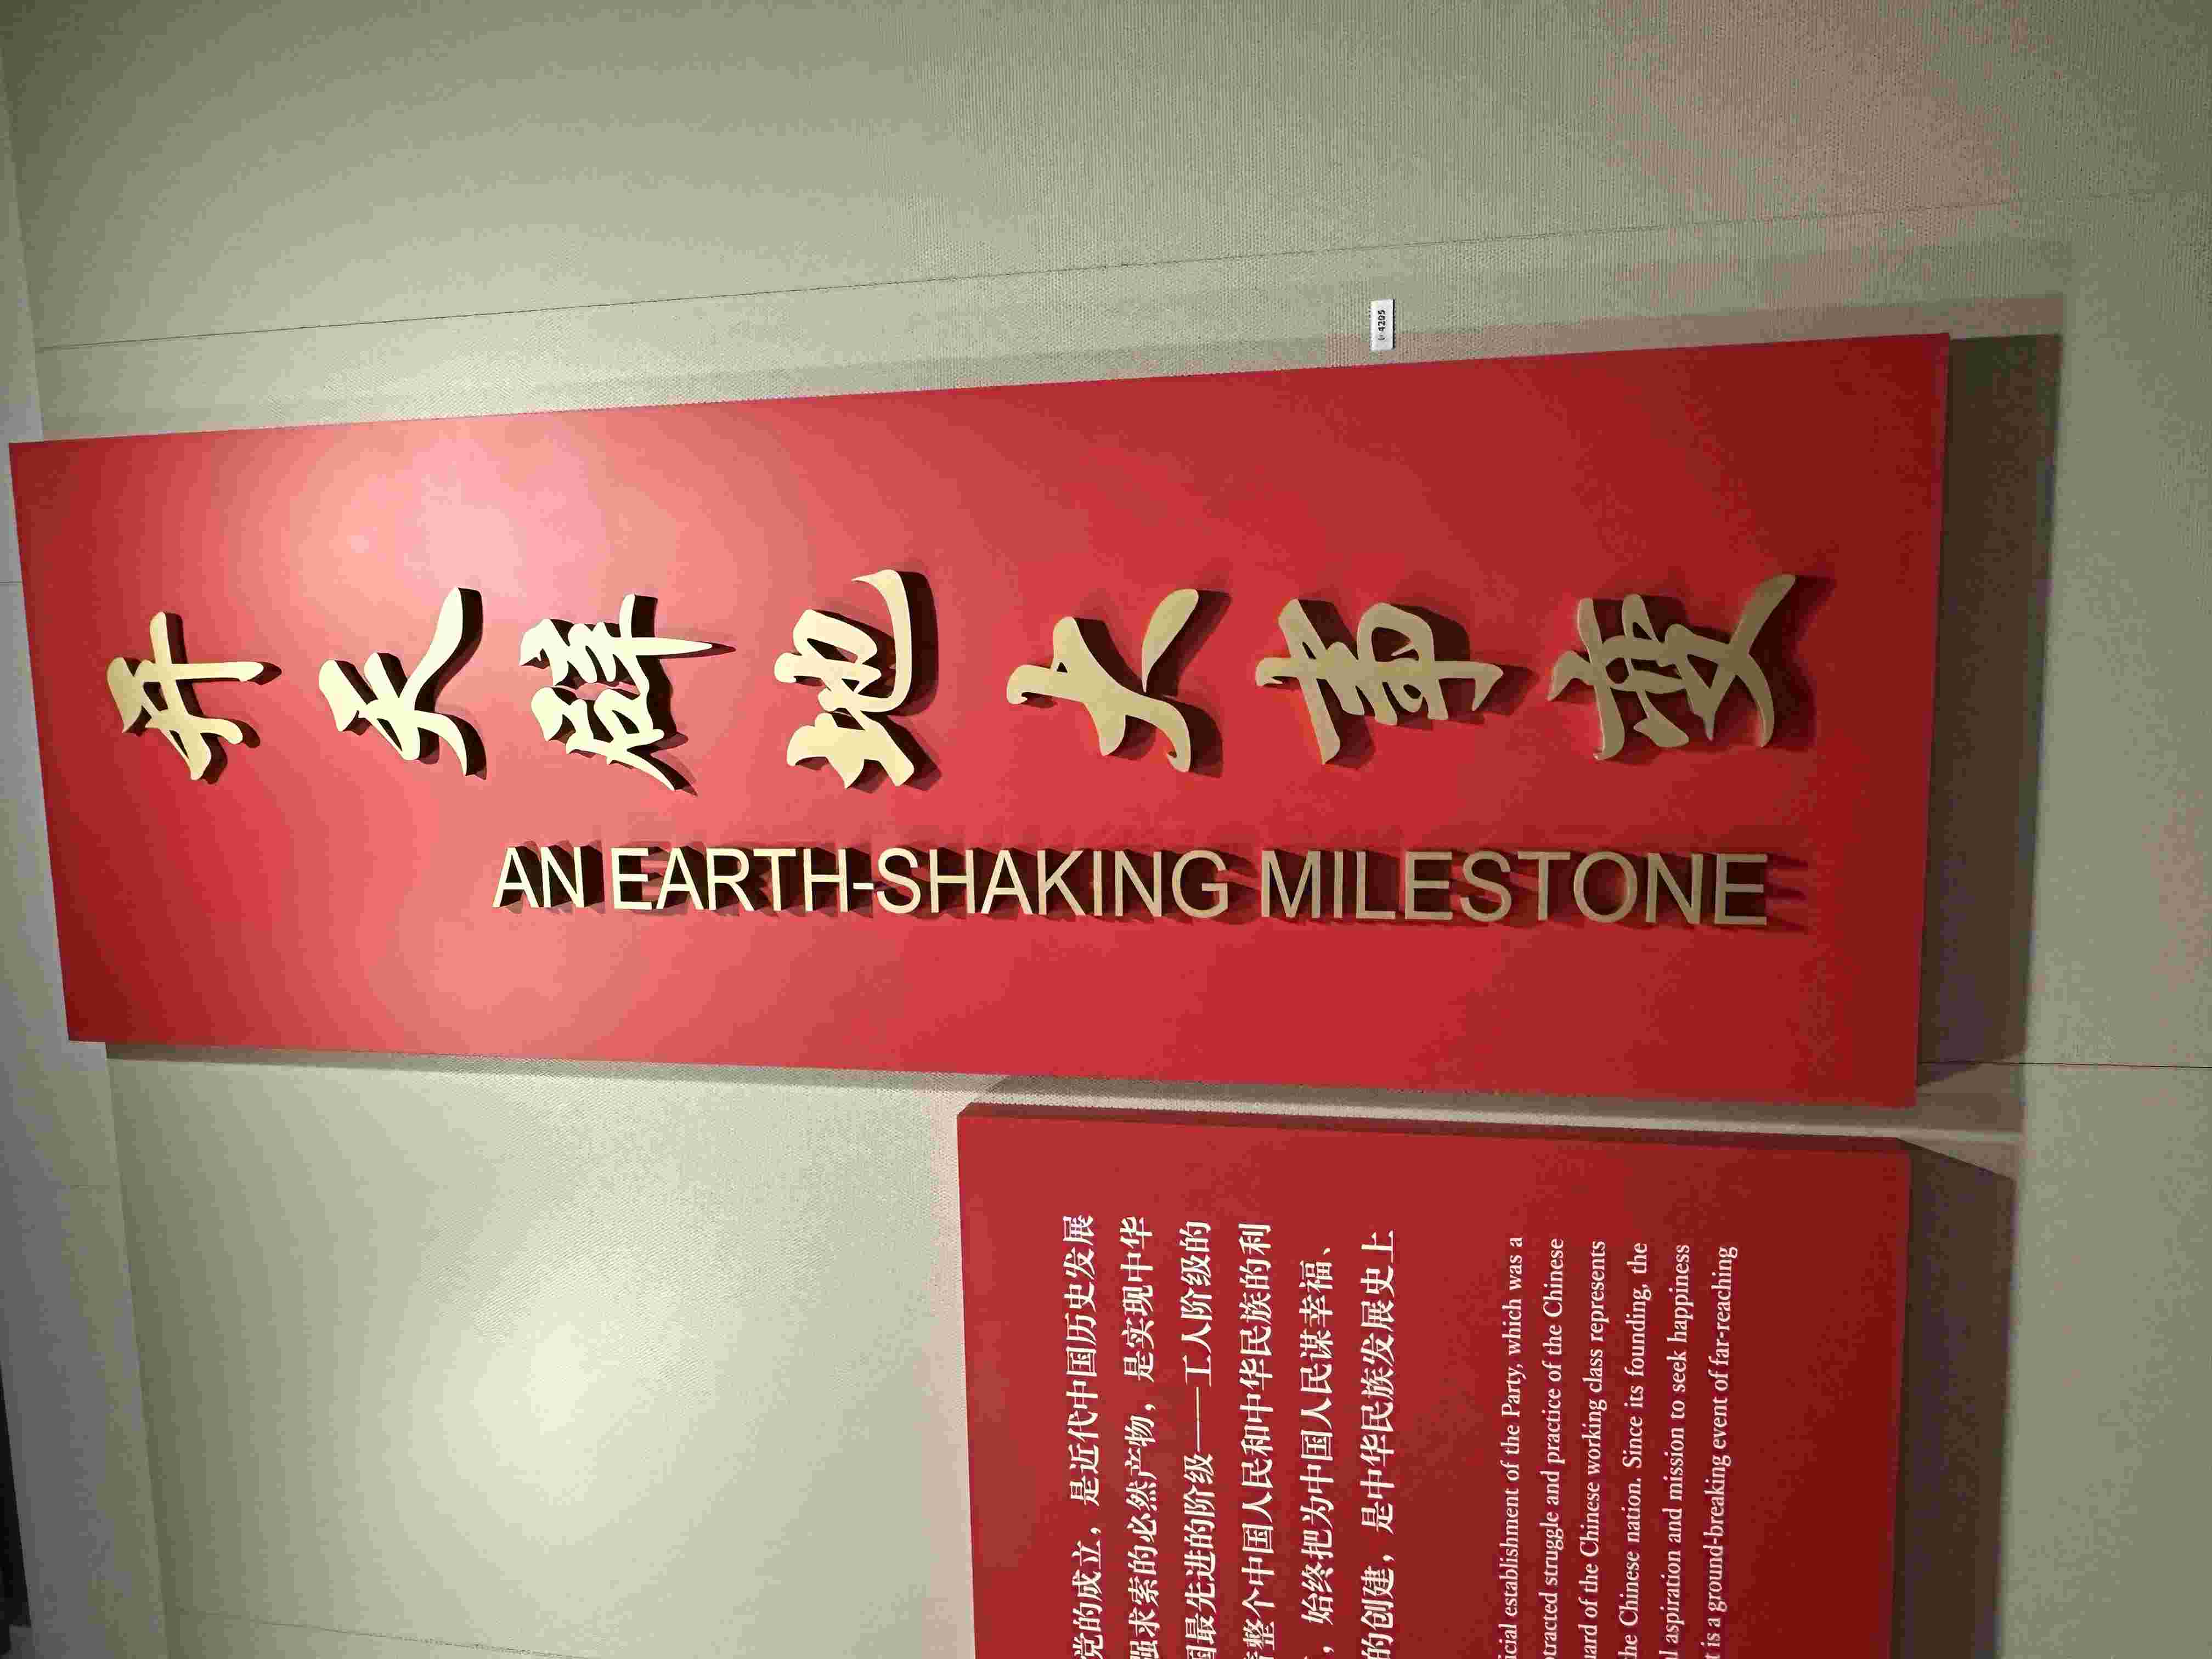 开天辟地大事变
AN EARTH-SHAKING MILESTONE
4205
党的成立，是近代中国历史发展
强求索的必然产物，是实现中华
国最先进的阶级——工人阶级的
着整个中国人民和中华民族的利
，始终把为中国人民谋幸福、
的创建，是中华民族发展史上
icial establishment of the Party, which was a
otracted struggle and practice of the Chinese
uard of the Chinese working class represents
the Chinese nation. Since its founding, the
l aspiration and mission to seek happiness
t is a ground-breaking event of far-reaching